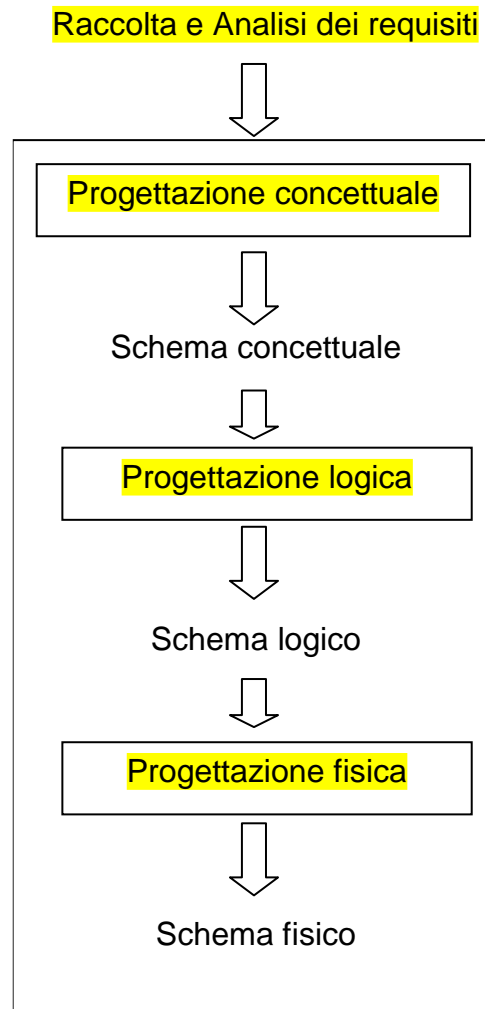 Raccolta e Analisi dei requisiti
Progettazione concettuale
Schema concettuale
Progettazione logica
Schema logico
Progettazione fisica
Schema fisico